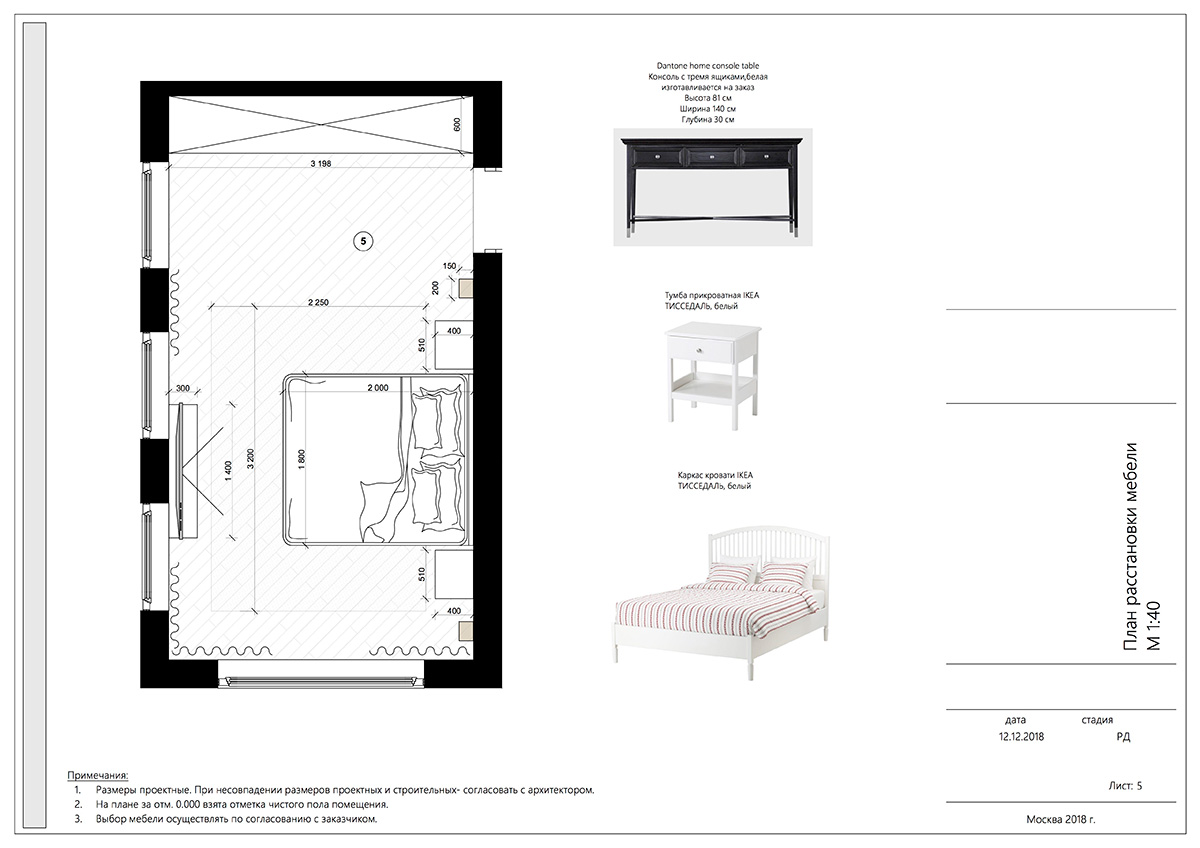 Dantone home console table
Консоль с тремя ящиками,белая
изготавливается на заказ
Высота 81 см
Ширина 140 см
Глубина 30 см
600
3 198
5
150
200
2 250
400
510
300
2 000
1 400
3 200
1 800
510
400
Тумба прикроватная IKEA
ТИССЕДАЛЬ, белый
Каркас кровати IKEA
ТИССЕДАЛЬ, белый
План расстановки мебели
М 1:40
дата стадия
12.12.2018 РД
Лист: 5
Москва 2018 г.
Примечания:
1. Размеры проектные. При несовпадении размеров проектных и строительных- согласовать с архитектором.
2. На плане за отм. 0.000 взята отметка чистого пола помещения.
3. Выбор мебели осуществлять по согласованию с заказчиком.